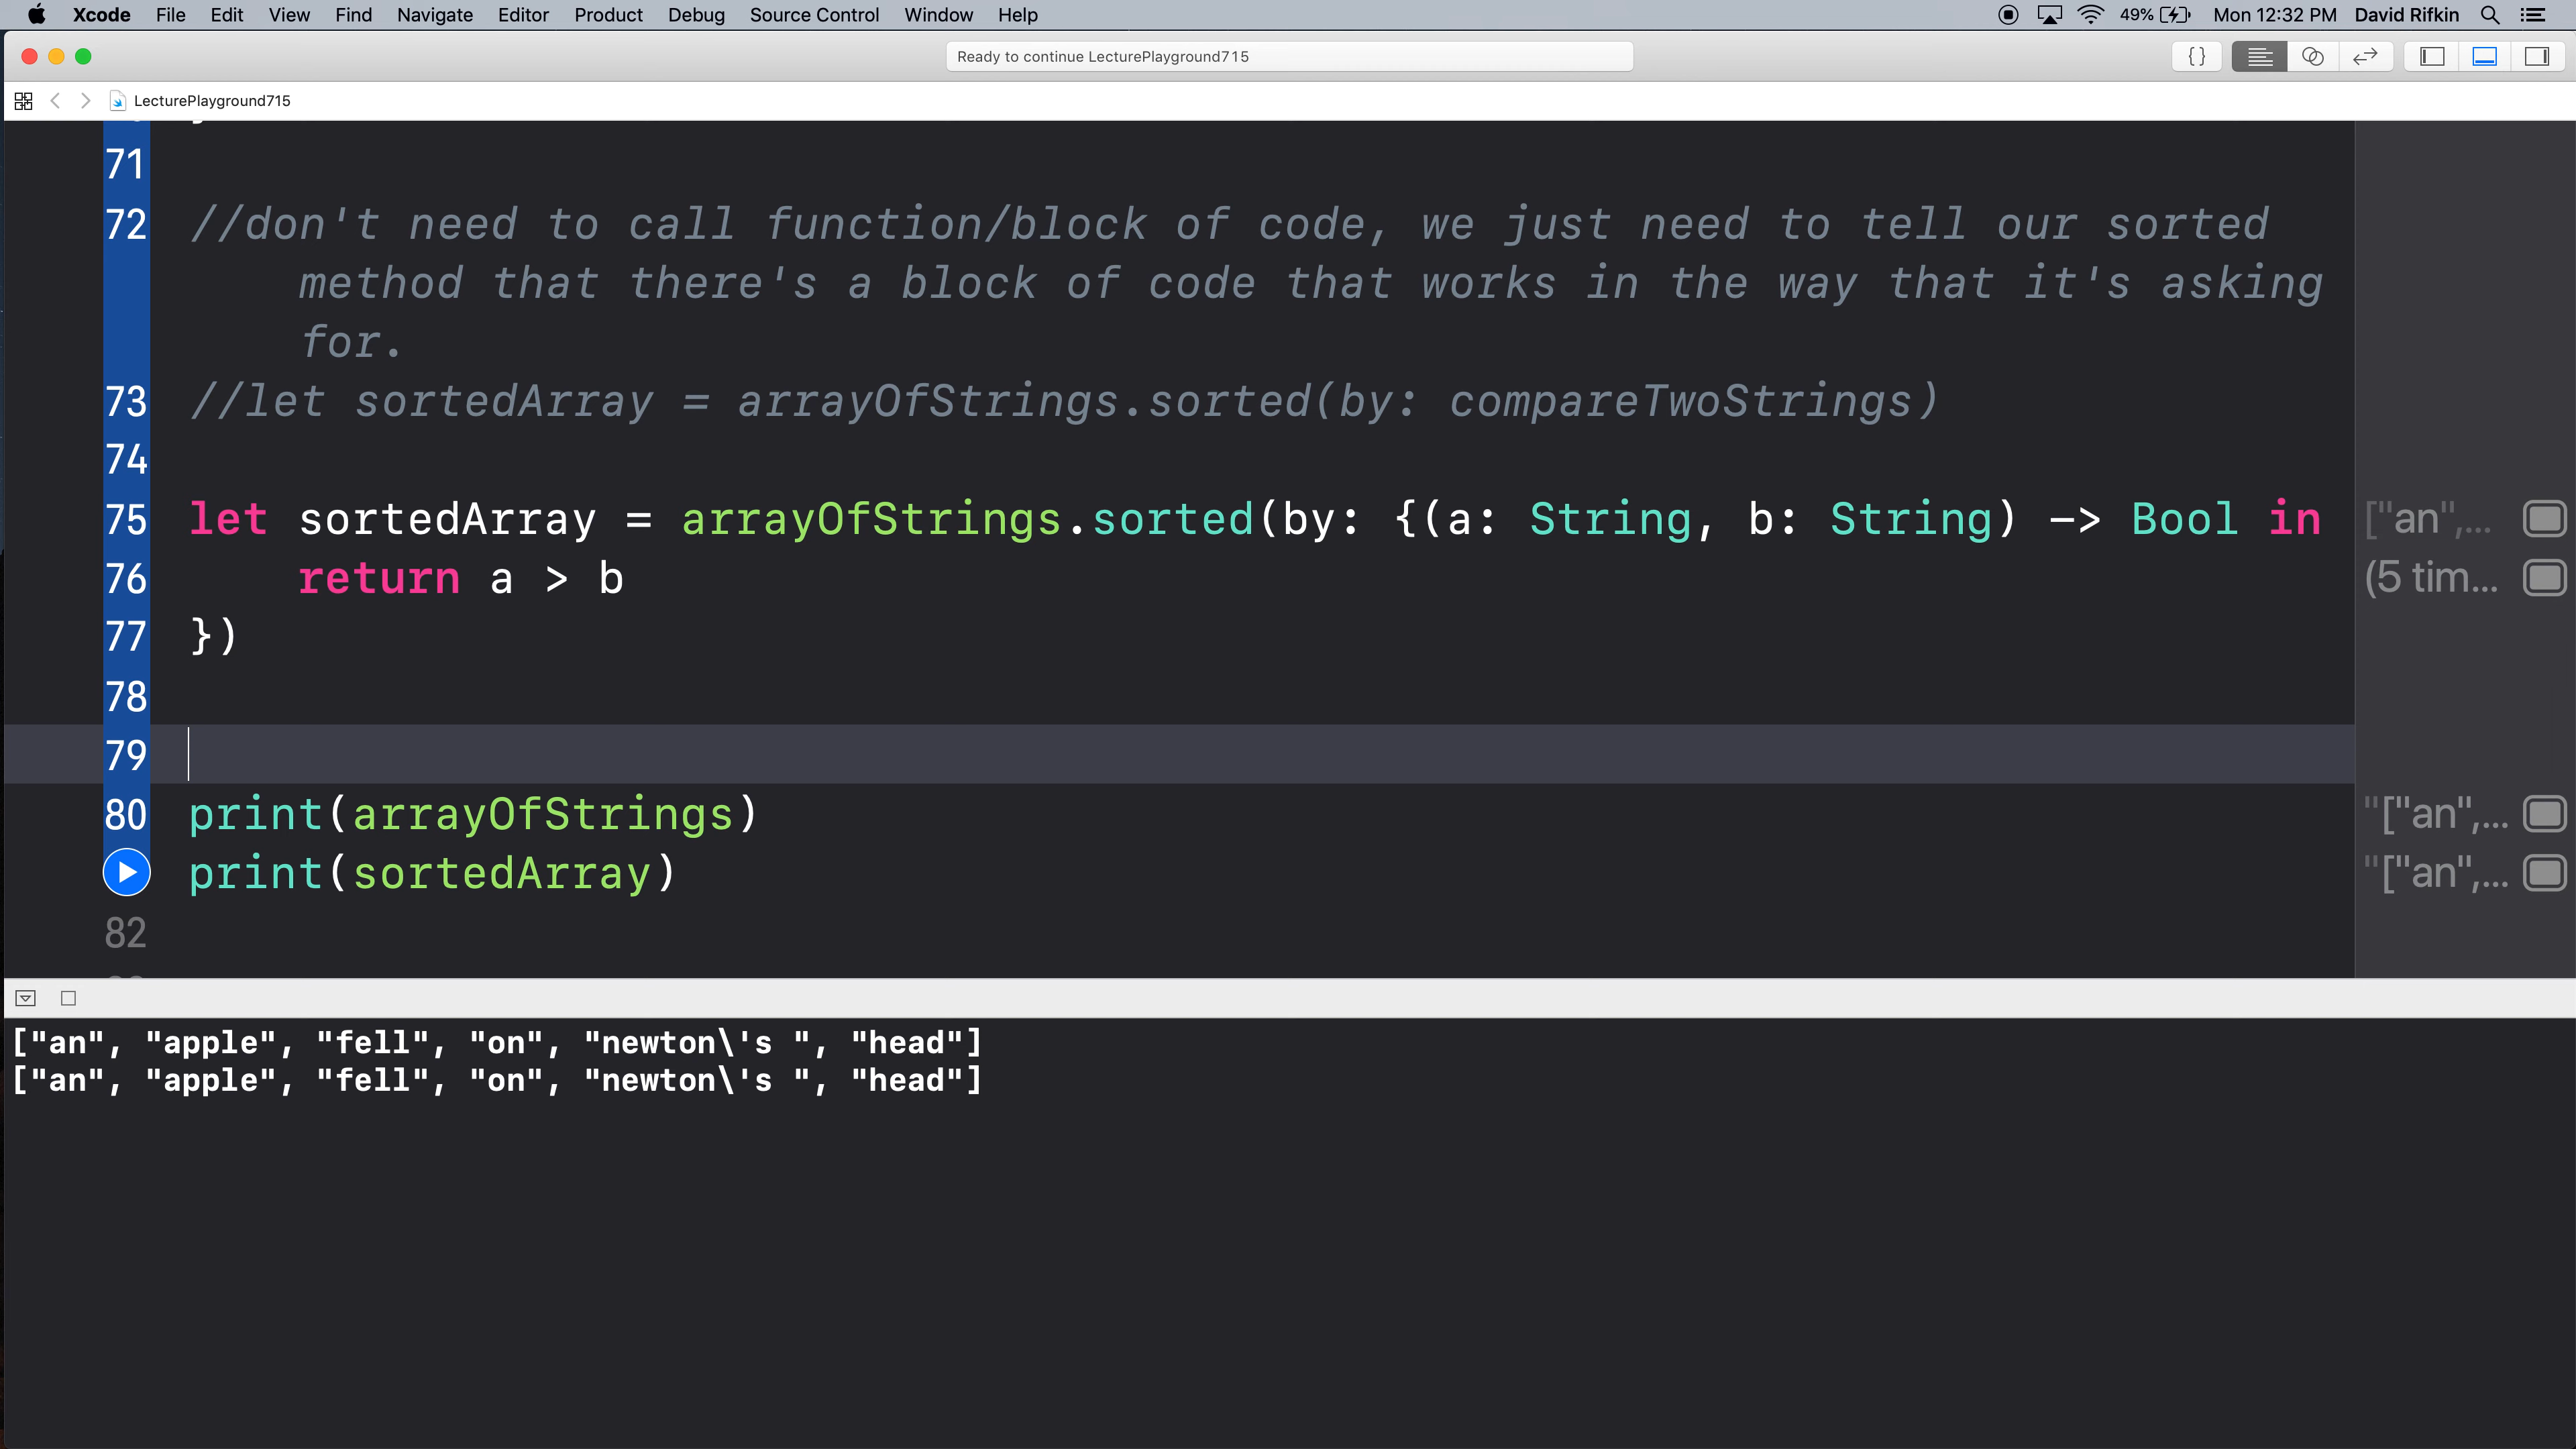 Xcode File Edit View Find Navigate Editor Product Debug Source Control Window Help 49% Mon 12:32 PM David Rifkin
Ready to continue LecturePlayground715 {}
LecturePlayground715
71
72 //don't need to call function/block of code, we just need to tell our sorted
method that there's a block of code that works in the way that it's asking
for.
73 //let sortedArray = arrayOfStrings.sorted(by: compareTwoStrings)
74
75 let sortedArray = arrayOfStrings.sorted(by: {(a: String, b: String) -> Bool in ["an",...
76 return a > b (5 tim...
77 })
78
79
80 print(arrayOfStrings) "["an",...
print(sortedArray) "["an",...
82
["an", "apple", "fell", "on", "newton\'s ", "head"]
["an", "apple", "fell", "on", "newton\'s ", "head"]